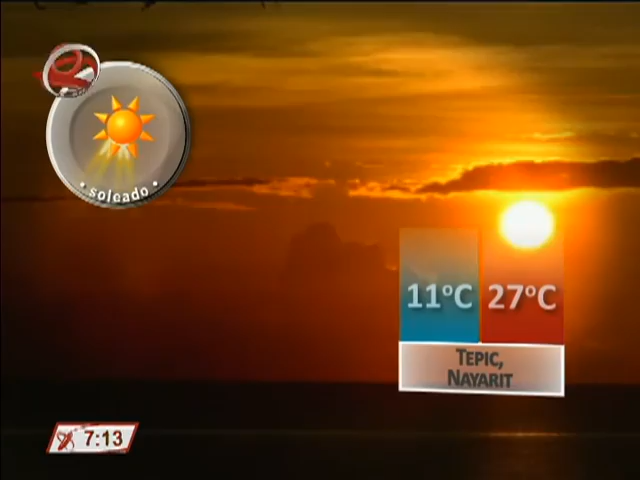 • soleado •
11°C 27°C
TEPIC,
NAYARIT
7:13